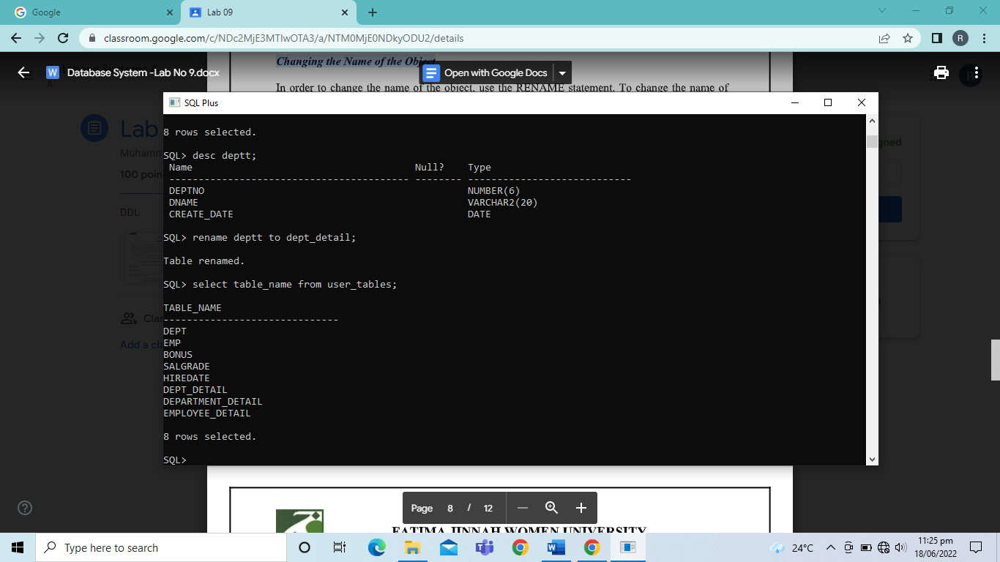 Google
Lab 09
classroom.google.com/c/NDc2MjE3MTIwOTA3/a/NTM0MjE0NDkyODU2/details
R
Changing the Name of the Object
W
Database System -Lab No 9.docx
Open with Google Docs
In order to change the name of the object, use the RENAME statement. To change the name of
SQL Plus
Lab
Muhamm
100 poin
DDL
Clas
Add a cla
gned
8 rows selected.
SQL> desc deptt;
Name Null? Type
----------------------------------------- -------- ----------------------------
DEPTNO NUMBER(6)
DNAME VARCHAR2(20)
CREATE_DATE DATE
SQL> rename deptt to dept_detail;
Table renamed.
SQL> select table_name from user_tables;
TABLE_NAME
------------------------------
DEPT
EMP
BONUS
SALGRADE
HIREDATE
DEPT_DETAIL
DEPARTMENT_DETAIL
EMPLOYEE_DETAIL
8 rows selected.
SQL>
Page 8 / 12
FATIMA JINNAH WOMEN UNIVERSITY
Type here to search
24°C
11:25 pm
18/06/2022